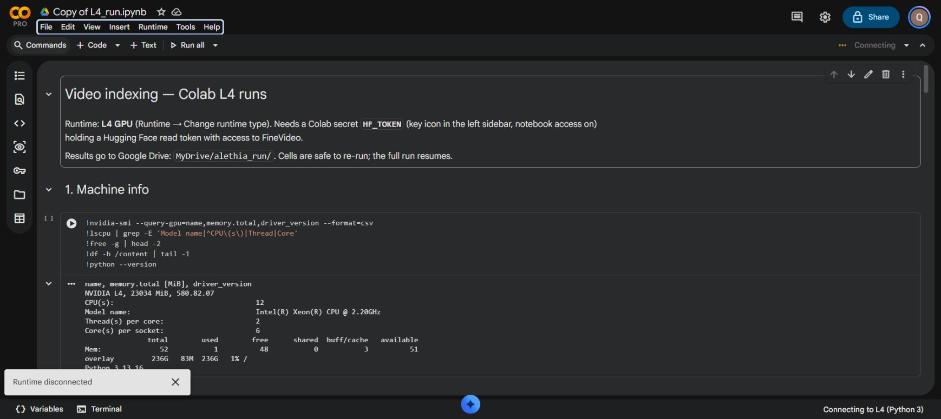 Copy of L4_run.ipynb
PRO
File Edit View Insert Runtime Tools Help
Share
Q
Commands + Code + Text Run all
Connecting
Video indexing — Colab L4 runs
Runtime: L4 GPU (Runtime → Change runtime type). Needs a Colab secret HF_TOKEN (key icon in the left sidebar, notebook access on)
holding a Hugging Face read token with access to FineVideo.
Results go to Google Drive: MyDrive/alethia_run/. Cells are safe to re-run; the full run resumes.
1. Machine info
[ ]
!nvidia-smi --query-gpu=name,memory.total,driver_version --format=csv
!lscpu | grep -E 'Model name|^CPU\(s\)|Thread|Core'
!free -g | head -2
!df -h /content | tail -1
!python --version
name, memory.total [MiB], driver_version
NVIDIA L4, 23034 MiB, 580.82.07
CPU(s): 12
Model name: Intel(R) Xeon(R) CPU @ 2.20GHz
Thread(s) per core: 2
Core(s) per socket: 6
total used free shared buff/cache available
Mem: 52 1 48 0 3 51
overlay 236G 83M 236G 1% /
Python 3.13.16
Runtime disconnected
Variables Terminal
Connecting to L4 (Python 3)